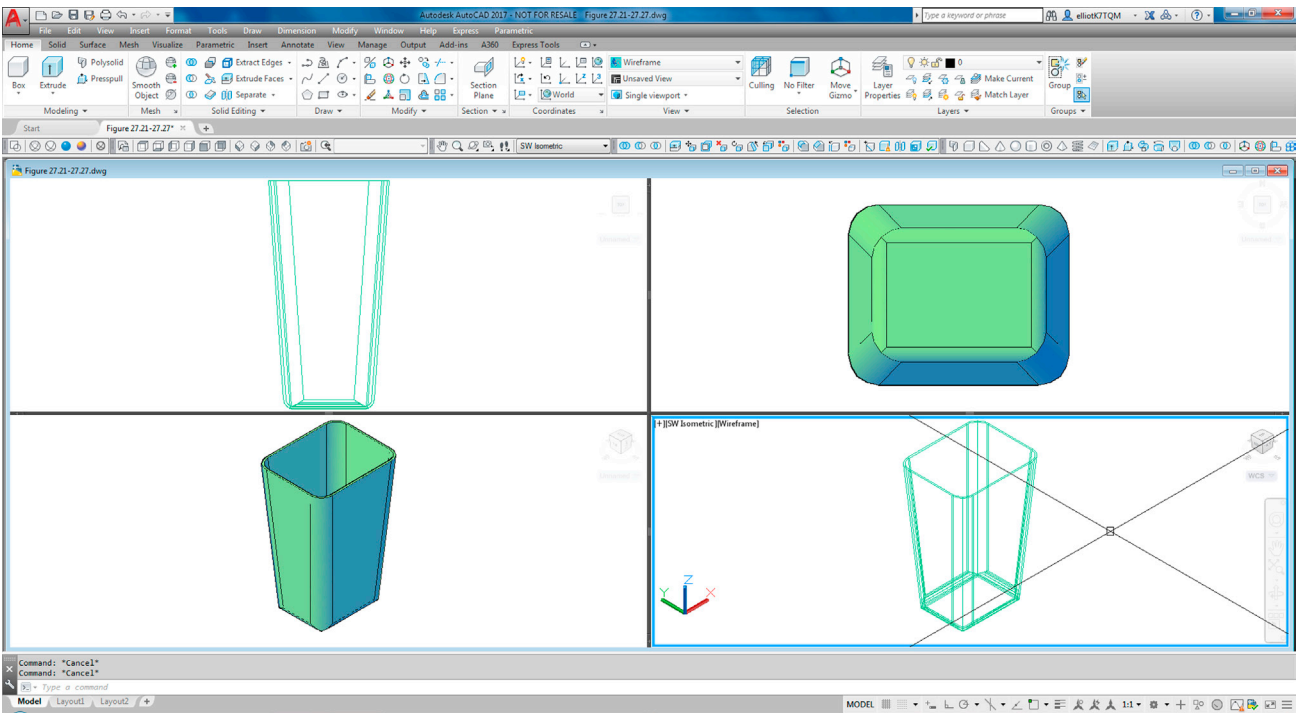 Autodesk AutoCAD 2017 - NOT FOR RESALE Figure 27.21-27.27.dwg
Type a keyword or phrase
elliotK7TQM
File Edit View Insert Format Tools Draw Dimension Modify Window Help Express Parametric
Home Solid Surface Mesh Visualize Parametric Insert Annotate View Manage Output Add-ins A360 Express Tools
Polysolid Extract Edges Wireframe 0
Presspull Extrude Faces Unsaved View Make Current
Box Extrude Smooth Object Separate Section Plane World Single viewport Culling No Filter Move Gizmo Layer Properties Match Layer Group
Modeling Mesh Solid Editing Draw Modify Section Coordinates View Selection Layers Groups
Start Figure 27.21-27.27*
SW Isometric
Figure 27.21-27.27.dwg
[+][SW Isometric][Wireframe]
WCS
Z
Y X
Command: *Cancel*
Command: *Cancel*
Type a command
Model Layout1 Layout2 +
MODEL 1:1